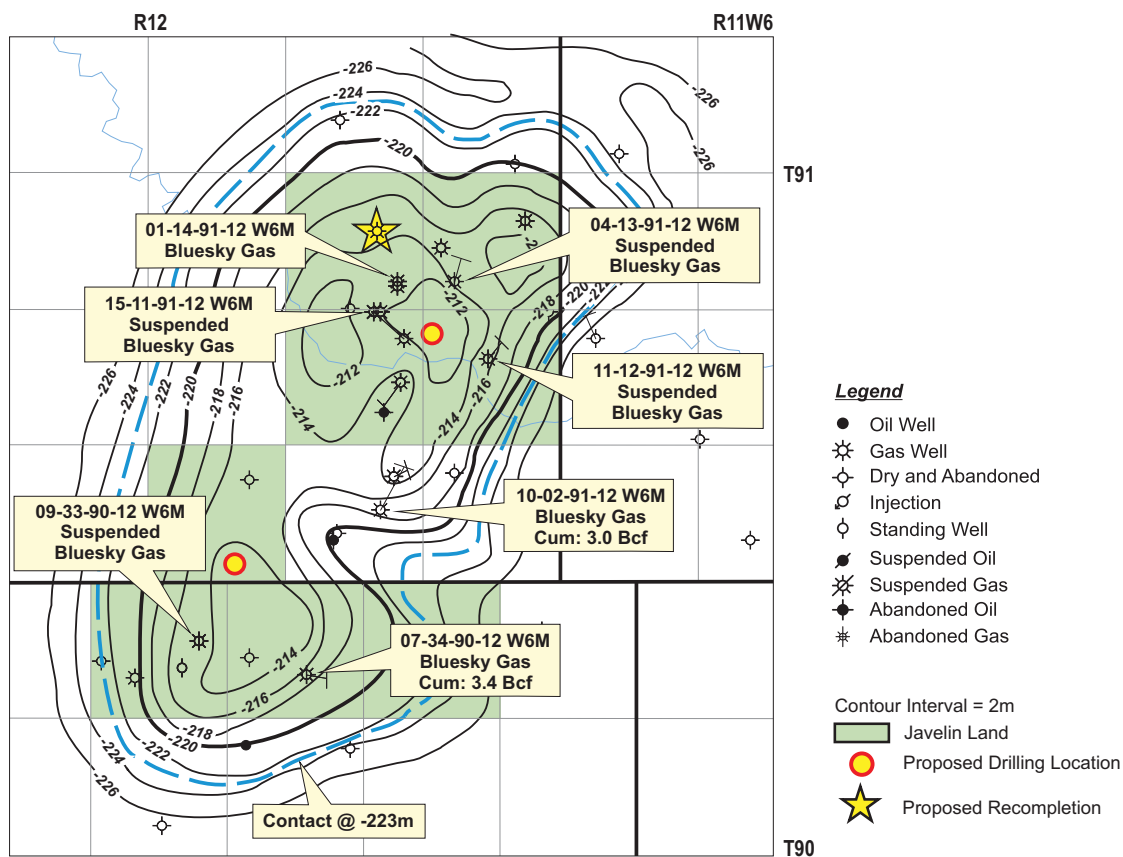 R12
R11W6
-226
-224
-222
-220
-226
-226
T91
01-14-91-12 W6M
Bluesky Gas
04-13-91-12 W6M
Suspended
Bluesky Gas
15-11-91-12 W6M
Suspended
Bluesky Gas
-212
-218
-220
11-12-91-12 W6M
Suspended
Bluesky Gas
-226
-224
-222
-220
-218
-216
-212
-214
-216
-214
Legend
Oil Well
Gas Well
Dry and Abandoned
Injection
Standing Well
Suspended Oil
Suspended Gas
Abandoned Oil
Abandoned Gas
09-33-90-12 W6M
Suspended
Bluesky Gas
10-02-91-12 W6M
Bluesky Gas
Cum: 3.0 Bcf
07-34-90-12 W6M
Bluesky Gas
Cum: 3.4 Bcf
-214
-216
-218
-220
-222
-224
-226
Contour Interval = 2m
Javelin Land
Proposed Drilling Location
Proposed Recompletion
Contact @ -223m
T90